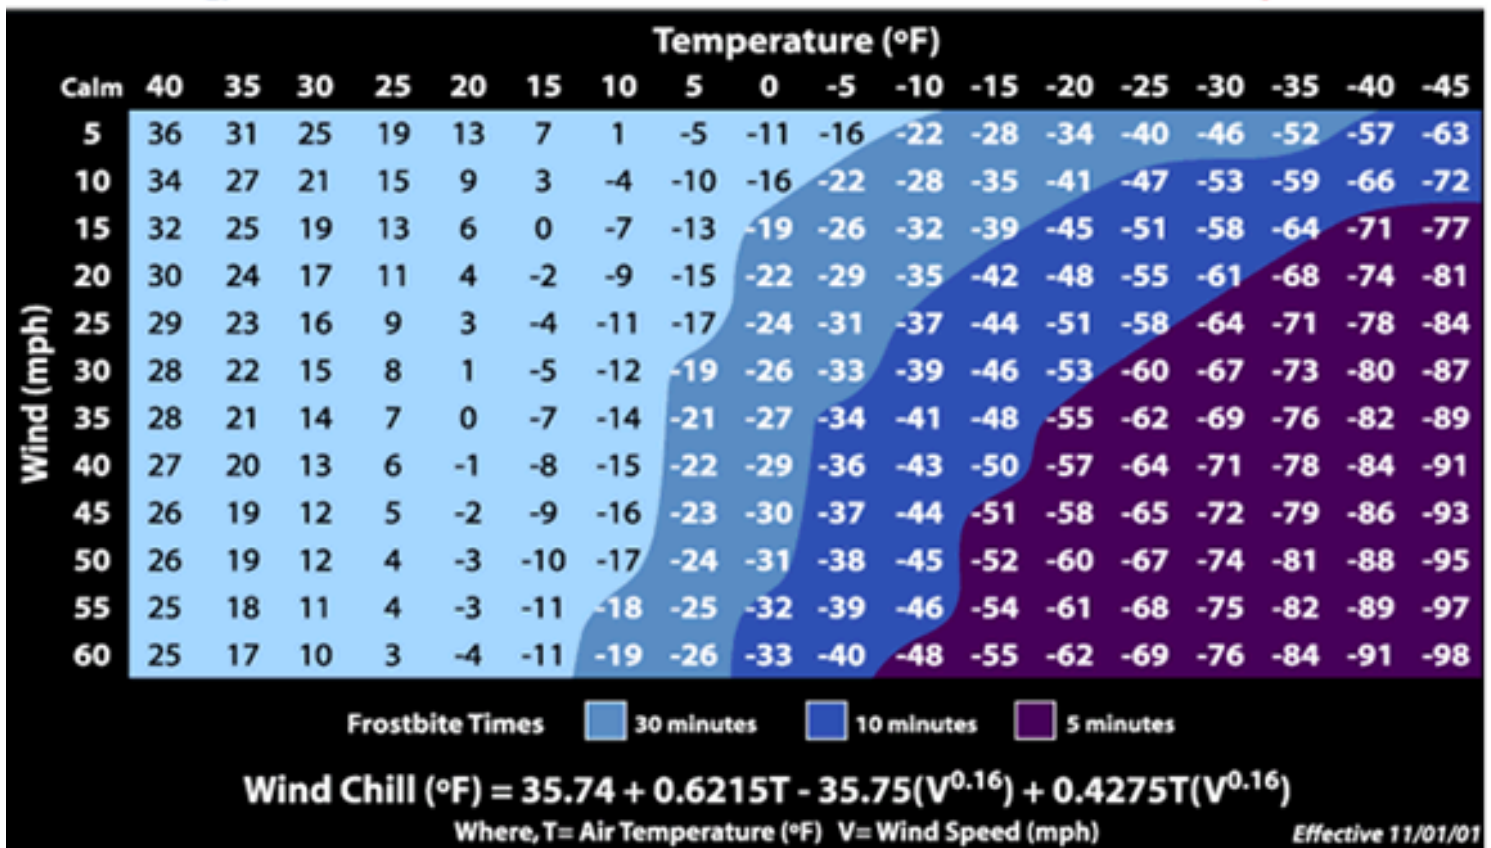 Temperature (ºF)
Calm 40 35 30 25 20 15 10 5 0 -5 -10 -15 -20 -25 -30 -35 -40 -45
5 36 31 25 19 13 7 1 -5 -11 -16 -22 -28 -34 -40 -46 -52 -57 -63
10 34 27 21 15 9 3 -4 -10 -16 -22 -28 -35 -41 -47 -53 -59 -66 -72
15 32 25 19 13 6 0 -7 -13 -19 -26 -32 -39 -45 -51 -58 -64 -71 -77
20 30 24 17 11 4 -2 -9 -15 -22 -29 -35 -42 -48 -55 -61 -68 -74 -81
25 29 23 16 9 3 -4 -11 -17 -24 -31 -37 -44 -51 -58 -64 -71 -78 -84
30 28 22 15 8 1 -5 -12 -19 -26 -33 -39 -46 -53 -60 -67 -73 -80 -87
35 28 21 14 7 0 -7 -14 -21 -27 -34 -41 -48 -55 -62 -69 -76 -82 -89
40 27 20 13 6 -1 -8 -15 -22 -29 -36 -43 -50 -57 -64 -71 -78 -84 -91
45 26 19 12 5 -2 -9 -16 -23 -30 -37 -44 -51 -58 -65 -72 -79 -86 -93
50 26 19 12 4 -3 -10 -17 -24 -31 -38 -45 -52 -60 -67 -74 -81 -88 -95
55 25 18 11 4 -3 -11 -18 -25 -32 -39 -46 -54 -61 -68 -75 -82 -89 -97
60 25 17 10 3 -4 -11 -19 -26 -33 -40 -48 -55 -62 -69 -76 -84 -91 -98
Wind (mph)
Frostbite Times 30 minutes 10 minutes 5 minutes
Wind Chill (ºF) = 35.74 + 0.6215T - 35.75(V^0.16) + 0.4275T(V^0.16)
Where, T= Air Temperature (ºF) V= Wind Speed (mph)
Effective 11/01/01